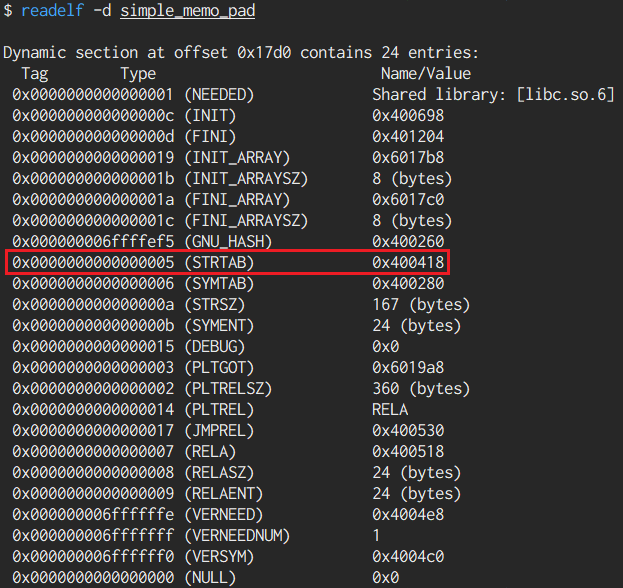 $ readelf -d simple_memo_pad
Dynamic section at offset 0x17d0 contains 24 entries:
Tag Type Name/Value
0x0000000000000001 (NEEDED) Shared library: [libc.so.6]
0x000000000000000c (INIT) 0x400698
0x000000000000000d (FINI) 0x401204
0x0000000000000019 (INIT_ARRAY) 0x6017b8
0x000000000000001b (INIT_ARRAYSZ) 8 (bytes)
0x000000000000001a (FINI_ARRAY) 0x6017c0
0x000000000000001c (FINI_ARRAYSZ) 8 (bytes)
0x000000006ffffef5 (GNU_HASH) 0x400260
0x0000000000000005 (STRTAB) 0x400418
0x0000000000000006 (SYMTAB) 0x400280
0x000000000000000a (STRSZ) 167 (bytes)
0x000000000000000b (SYMENT) 24 (bytes)
0x0000000000000015 (DEBUG) 0x0
0x0000000000000003 (PLTGOT) 0x6019a8
0x0000000000000002 (PLTRELSZ) 360 (bytes)
0x0000000000000014 (PLTREL) RELA
0x0000000000000017 (JMPREL) 0x400530
0x0000000000000007 (RELA) 0x400518
0x0000000000000008 (RELASZ) 24 (bytes)
0x0000000000000009 (RELAENT) 24 (bytes)
0x000000006ffffffe (VERNEED) 0x4004e8
0x000000006fffffff (VERNEEDNUM) 1
0x000000006ffffff0 (VERSYM) 0x4004c0
0x0000000000000000 (NULL) 0x0